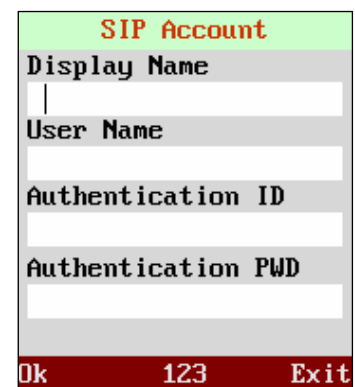 SIP Account
Display Name
User Name
Authentication ID
Authentication PWD
Ok 123 Exit